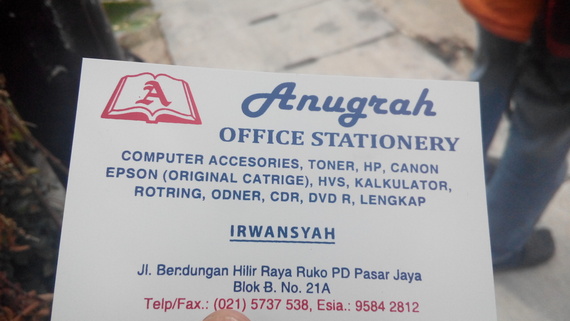 A
Anugrah
OFFICE STATIONERY
COMPUTER ACCESORIES, TONER, HP, CANON
EPSON (ORIGINAL CATRIGE), HVS, KALKULATOR,
ROTRING, ODNER, CDR, DVD R, LENGKAP
IRWANSYAH
Jl. Bendungan Hilir Raya Ruko PD Pasar Jaya
Blok B. No. 21A
Telp/Fax.: (021) 5737 538, Esia.: 9584 2812